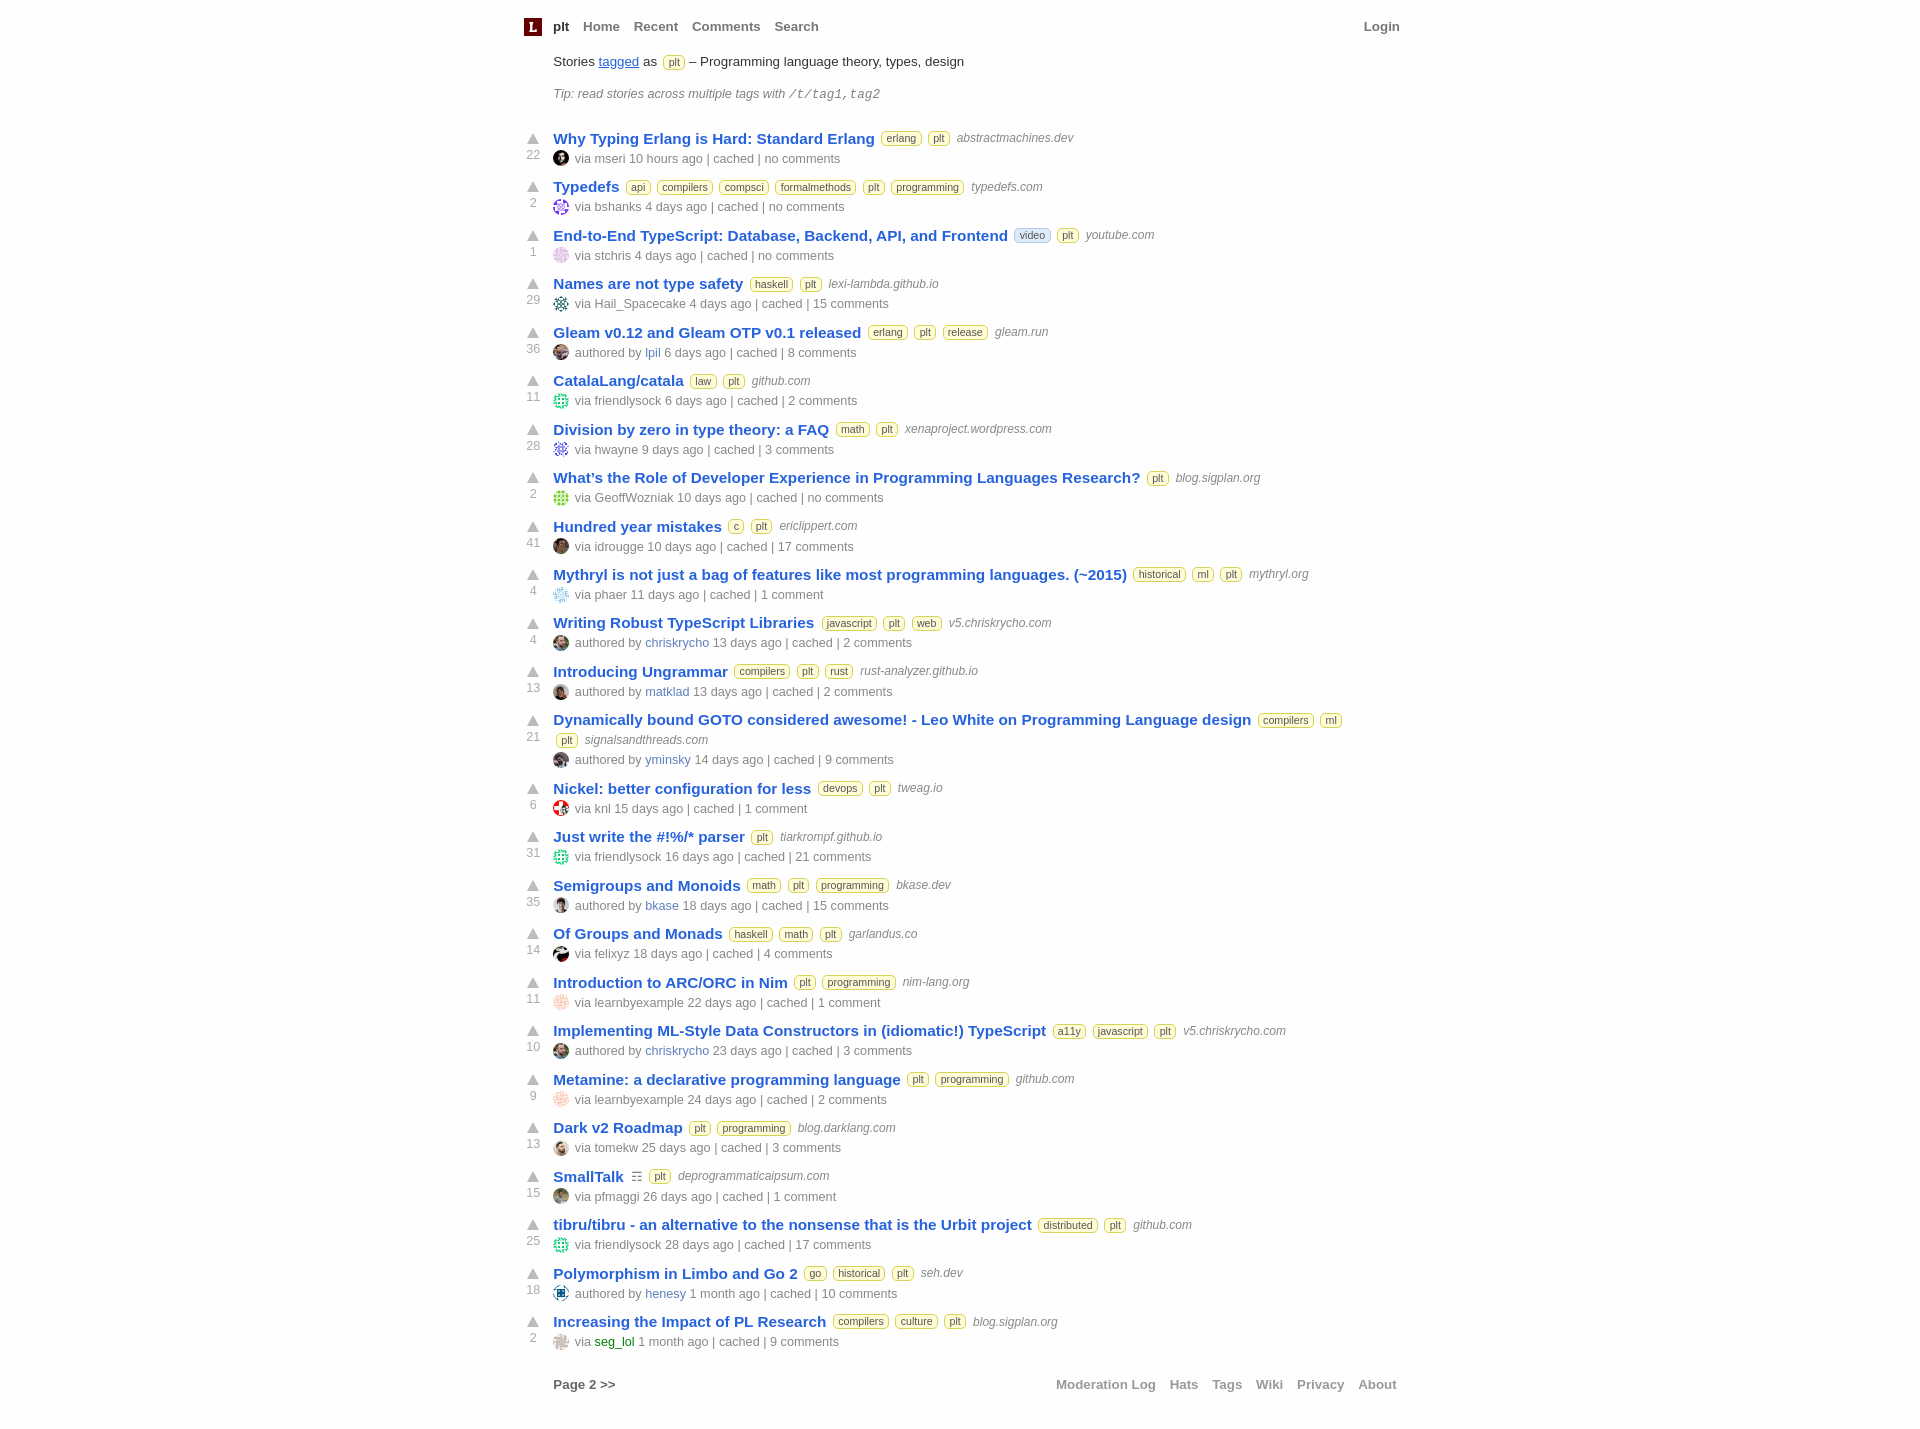 L plt Home Recent Comments Search Login
Stories tagged as plt – Programming language theory, types, design
Tip: read stories across multiple tags with /t/tag1,tag2
Why Typing Erlang is Hard: Standard Erlang erlang plt abstractmachines.dev
22 via mseri 10 hours ago | cached | no comments
Typedefs api compilers compsci formalmethods plt programming typedefs.com
2 via bshanks 4 days ago | cached | no comments
End-to-End TypeScript: Database, Backend, API, and Frontend video plt youtube.com
1 via stchris 4 days ago | cached | no comments
Names are not type safety haskell plt lexi-lambda.github.io
29 via Hail_Spacecake 4 days ago | cached | 15 comments
Gleam v0.12 and Gleam OTP v0.1 released erlang plt release gleam.run
36 authored by lpil 6 days ago | cached | 8 comments
CatalaLang/catala law plt github.com
11 via friendlysock 6 days ago | cached | 2 comments
Division by zero in type theory: a FAQ math plt xenaproject.wordpress.com
28 via hwayne 9 days ago | cached | 3 comments
What’s the Role of Developer Experience in Programming Languages Research? plt blog.sigplan.org
2 via GeoffWozniak 10 days ago | cached | no comments
Hundred year mistakes c plt ericlippert.com
41 via idrougge 10 days ago | cached | 17 comments
Mythryl is not just a bag of features like most programming languages. (~2015) historical ml plt mythryl.org
4 via phaer 11 days ago | cached | 1 comment
Writing Robust TypeScript Libraries javascript plt web v5.chriskrycho.com
4 authored by chriskrycho 13 days ago | cached | 2 comments
Introducing Ungrammar compilers plt rust rust-analyzer.github.io
13 authored by matklad 13 days ago | cached | 2 comments
Dynamically bound GOTO considered awesome! - Leo White on Programming Language design compilers ml
21 plt signalsandthreads.com
authored by yminsky 14 days ago | cached | 9 comments
Nickel: better configuration for less devops plt tweag.io
6 via knl 15 days ago | cached | 1 comment
Just write the #!%/* parser plt tiarkrompf.github.io
31 via friendlysock 16 days ago | cached | 21 comments
Semigroups and Monoids math plt programming bkase.dev
35 authored by bkase 18 days ago | cached | 15 comments
Of Groups and Monads haskell math plt garlandus.co
14 via felixyz 18 days ago | cached | 4 comments
Introduction to ARC/ORC in Nim plt programming nim-lang.org
11 via learnbyexample 22 days ago | cached | 1 comment
Implementing ML-Style Data Constructors in (idiomatic!) TypeScript a11y javascript plt v5.chriskrycho.com
10 authored by chriskrycho 23 days ago | cached | 3 comments
Metamine: a declarative programming language plt programming github.com
9 via learnbyexample 24 days ago | cached | 2 comments
Dark v2 Roadmap plt programming blog.darklang.com
13 via tomekw 25 days ago | cached | 3 comments
SmallTalk ☶ plt deprogrammaticaipsum.com
15 via pfmaggi 26 days ago | cached | 1 comment
tibru/tibru - an alternative to the nonsense that is the Urbit project distributed plt github.com
25 via friendlysock 28 days ago | cached | 17 comments
Polymorphism in Limbo and Go 2 go historical plt seh.dev
18 authored by henesy 1 month ago | cached | 10 comments
Increasing the Impact of PL Research compilers culture plt blog.sigplan.org
2 via seg_lol 1 month ago | cached | 9 comments
Page 2 >> Moderation Log Hats Tags Wiki Privacy About